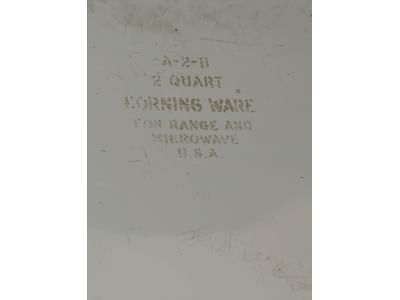 A-2-B
2 QUART
CORNING WARE ®
FOR RANGE AND
MICROWAVE
U.S.A.